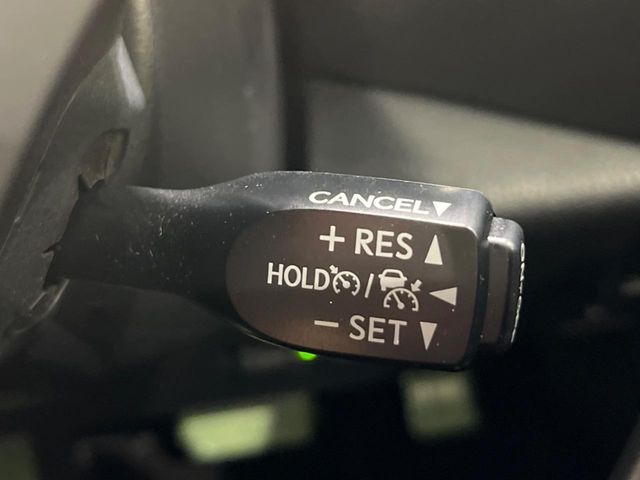 CANCEL
+ RES
HOLD /
- SET